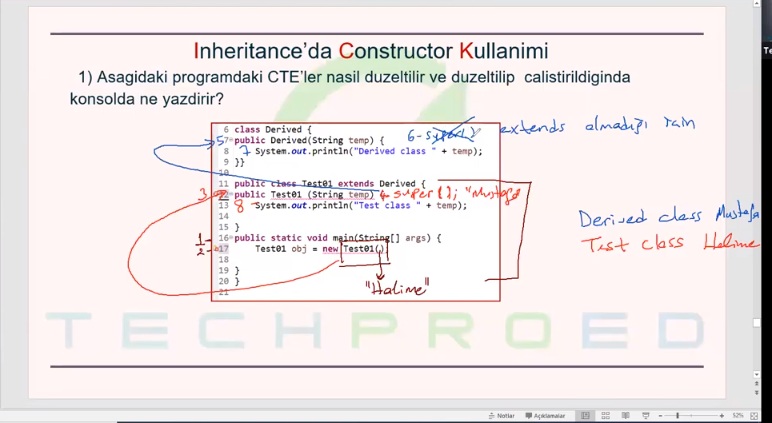 Inheritance'da Constructor Kullanimi
1) Asagidaki programdaki CTE'ler nasil duzeltilir ve duzeltilip calistirildiginda
konsolda ne yazdirir?
6 class Derived {
5 7 public Derived(String temp) { 6-super(); extends almadığı için
7 8 System.out.println("Derived class " + temp);
9 }}
10
11 public class Test01 extends Derived {
3 public Test01 (String temp) { 4 super(); "Mustafa
8 13 System.out.println("Test class " + temp);
14
15 }
1 16 public static void main(String[] args) {
2 17 Test01 obj = new Test01()
18
19 }
20 }
21
"Halime"
Derived class Mustafa
Test class Halime
TECHPROED
Notlar Açıklamalar 52%